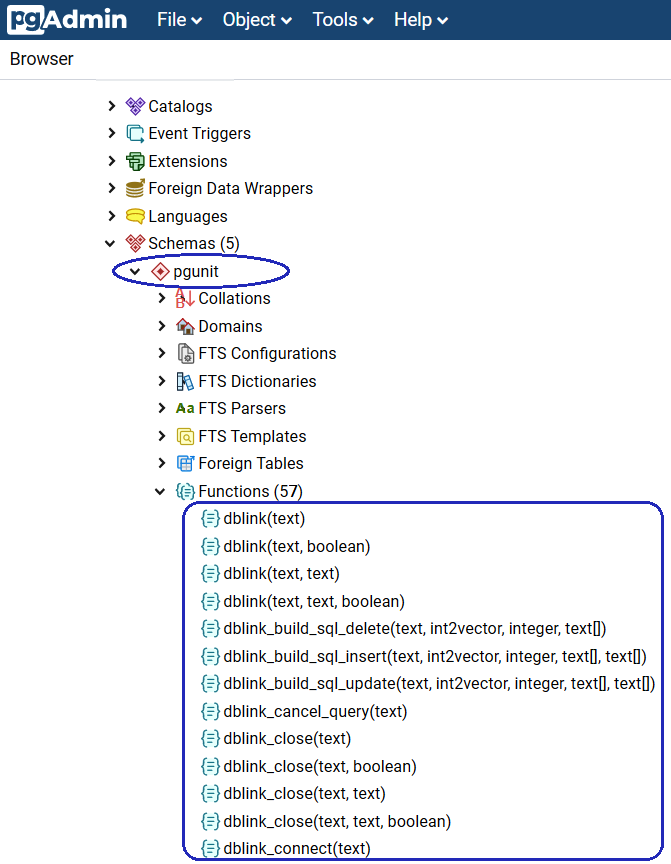 pgAdmin File Object Tools Help
Browser
Catalogs
Event Triggers
Extensions
Foreign Data Wrappers
Languages
Schemas (5)
pgunit
Collations
Domains
FTS Configurations
FTS Dictionaries
Aa FTS Parsers
FTS Templates
Foreign Tables
Functions (57)
dblink(text)
dblink(text, boolean)
dblink(text, text)
dblink(text, text, boolean)
dblink_build_sql_delete(text, int2vector, integer, text[])
dblink_build_sql_insert(text, int2vector, integer, text[], text[])
dblink_build_sql_update(text, int2vector, integer, text[], text[])
dblink_cancel_query(text)
dblink_close(text)
dblink_close(text, boolean)
dblink_close(text, text)
dblink_close(text, text, boolean)
dblink_connect(text)